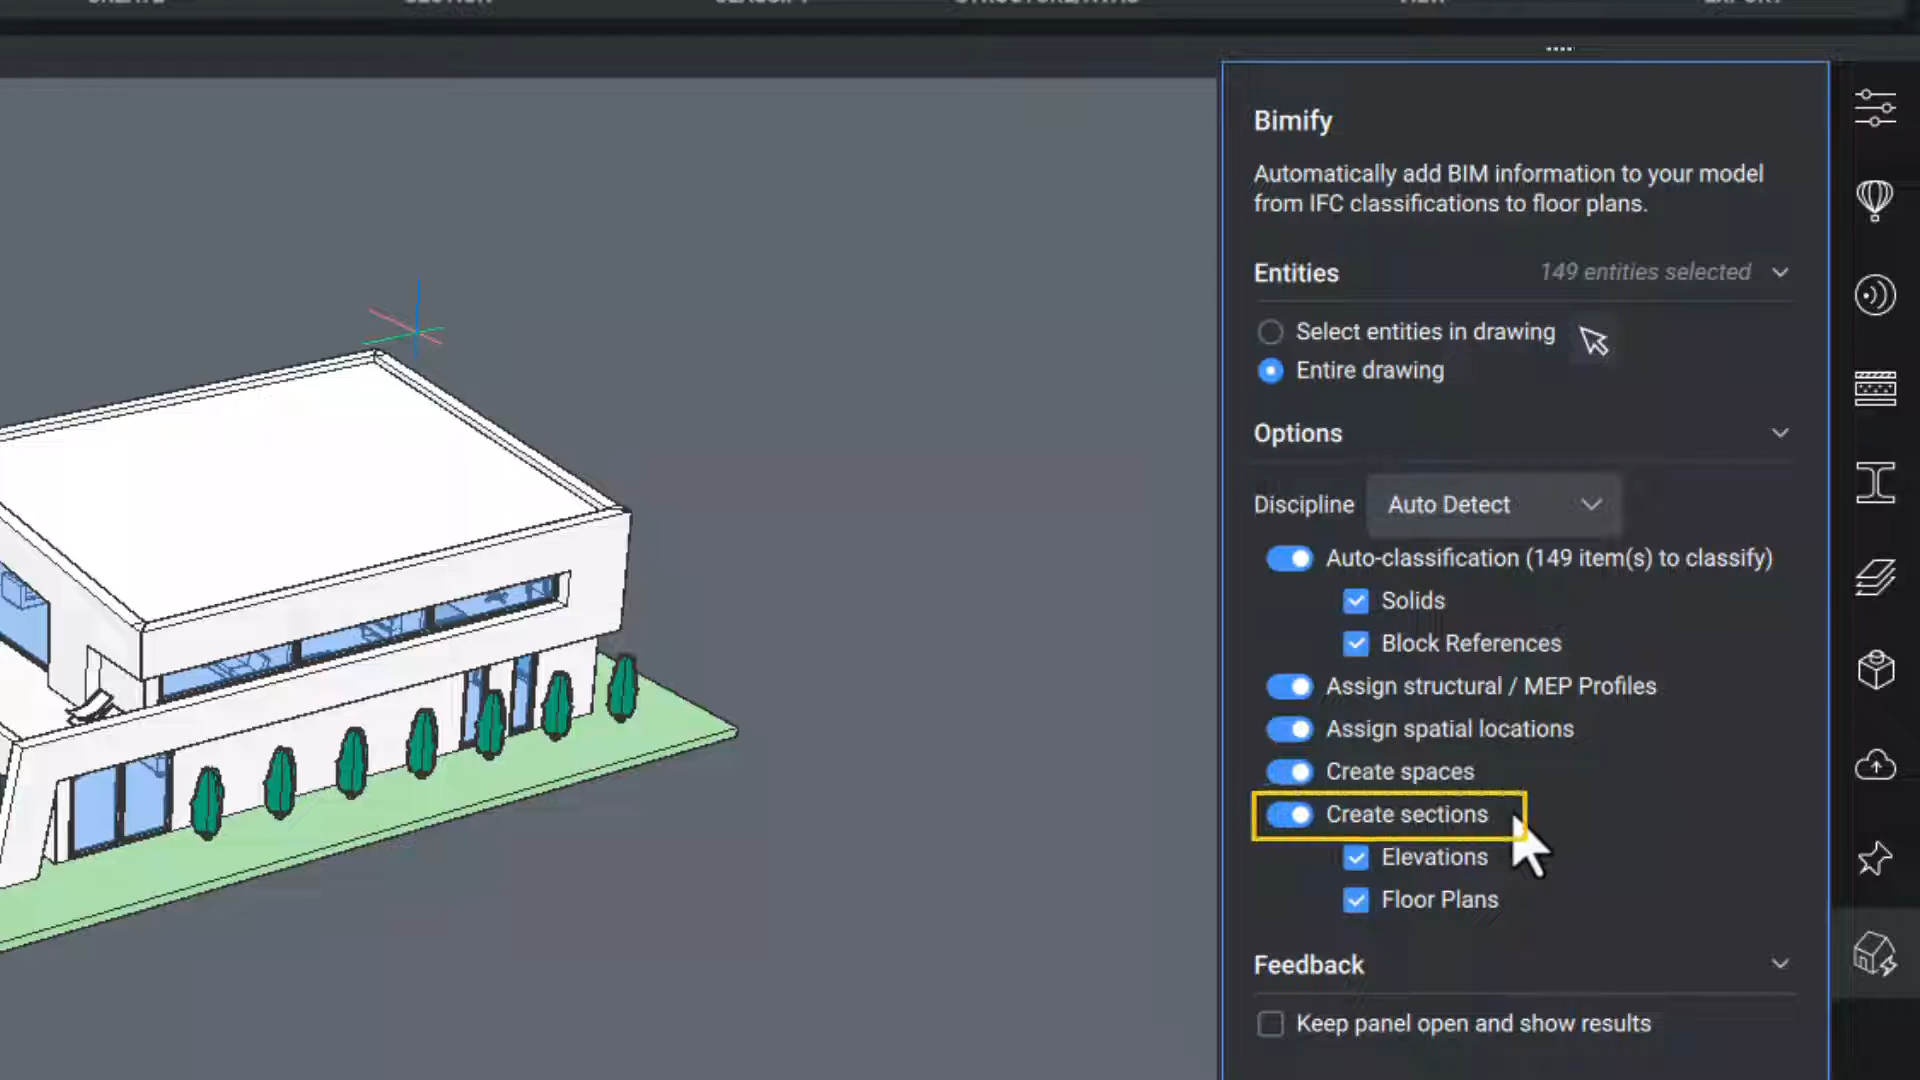 Bimify
Automatically add BIM information to your model
from IFC classifications to floor plans.
Entities 149 entities selected
Select entities in drawing
Entire drawing
Options
Discipline Auto Detect
Auto-classification (149 item(s) to classify)
Solids
Block References
Assign structural / MEP Profiles
Assign spatial locations
Create spaces
Create sections
Elevations
Floor Plans
Feedback
Keep panel open and show results